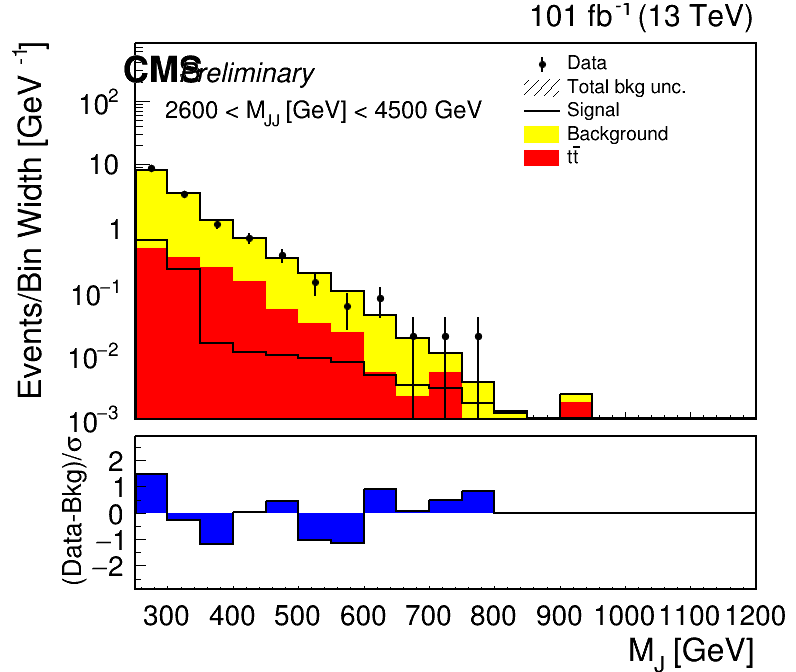 101 fb⁻¹ (13 TeV)
CMS Preliminary
2600 < M_JJ [GeV] < 4500 GeV
Data
Total bkg unc.
Signal
Background
tt̄
Events/Bin Width [GeV⁻¹]
10²
10
1
10⁻¹
10⁻²
10⁻³
(Data-Bkg)/σ
2
1
0
−1
−2
300 400 500 600 700 800 900 1000 1100 1200
M_J [GeV]